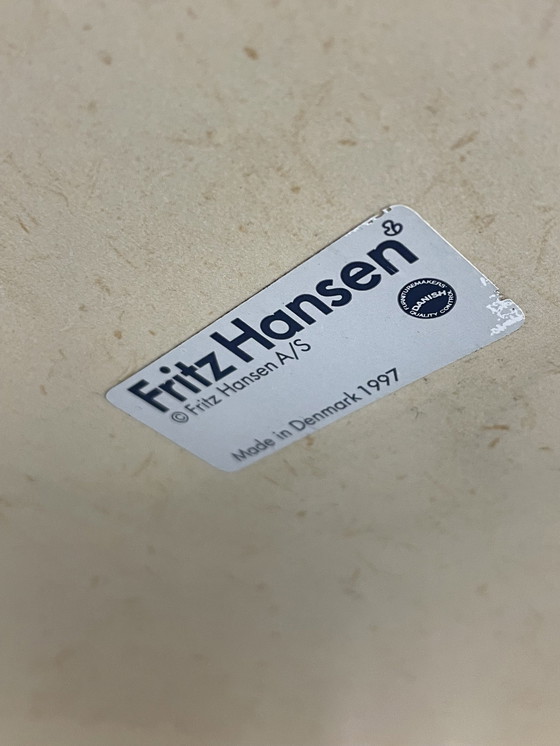 Fritz Hansen
© Fritz Hansen A/S
FURNITUREMAKERS'
DANISH
QUALITY CONTROL
Made in Denmark 1997